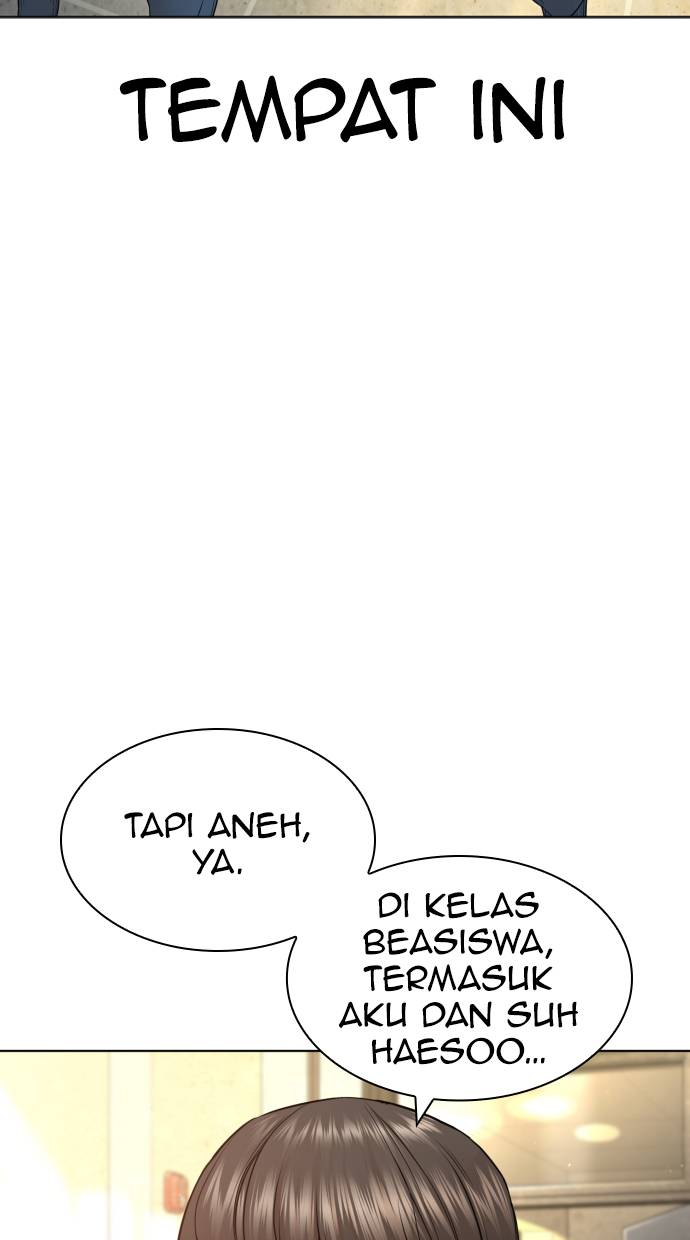 TEMPAT INI
TAPI ANEH,
YA.
DI KELAS
BEASISWA,
TERMASUK
AKU DAN SUH
HAESOO...